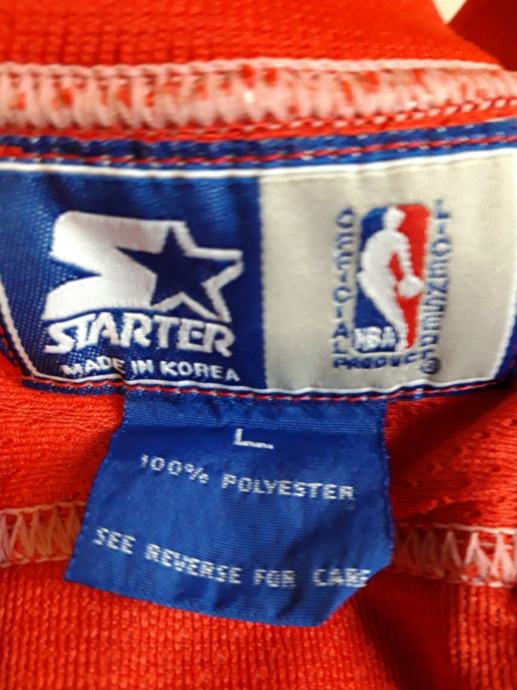 STARTER
MADE IN KOREA
OFFICIAL LICENSED
NBA
PRODUCT
®
L
100% POLYESTER
SEE REVERSE FOR CARE